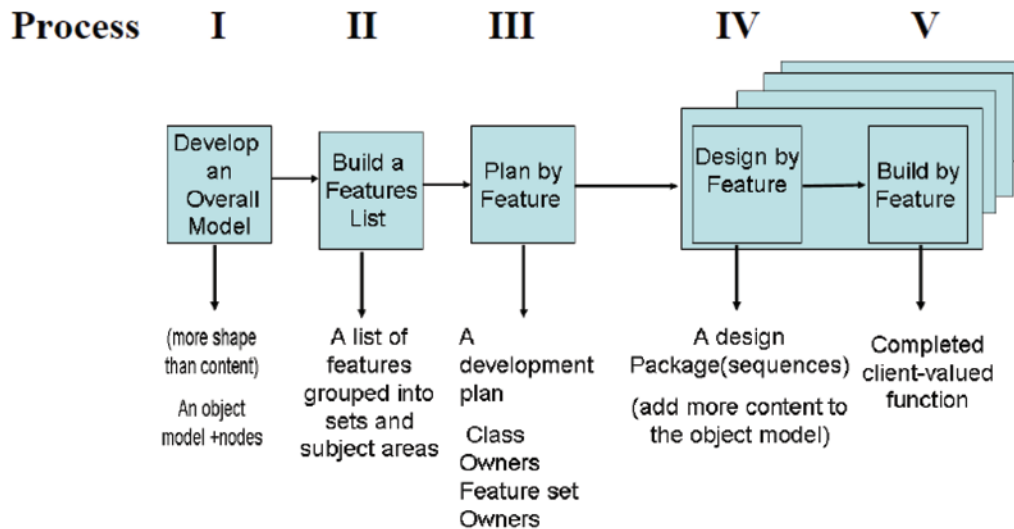 Process I II III IV V
Develop
an
Overall
Model
Build a
Features
List
Plan by
Feature
Design by
Feature
Build by
Feature
(more shape
than content)
An object
model +nodes
A list of
features
grouped into
sets and
subject areas
A
development
plan
Class
Owners
Feature set
Owners
A design
Package(sequences)
(add more content to
the object model)
Completed
client-valued
function